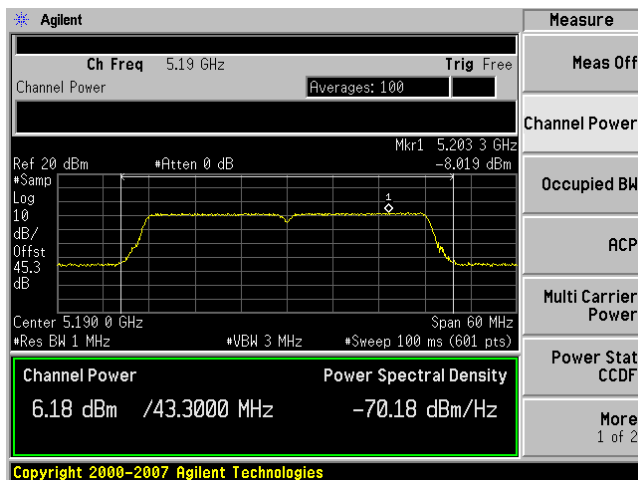 Agilent
Measure
Ch Freq 5.19 GHz Trig Free
Channel Power Averages: 100
Mkr1 5.203 3 GHz
Ref 20 dBm #Atten 0 dB -8.019 dBm
#Samp
Log
10
dB/
Offst
45.3
dB
1
Center 5.190 0 GHz Span 60 MHz
#Res BW 1 MHz #VBW 3 MHz #Sweep 100 ms (601 pts)
Channel Power Power Spectral Density
6.18 dBm /43.3000 MHz -70.18 dBm/Hz
Copyright 2000-2007 Agilent Technologies
Meas Off
Channel Power
Occupied BW
ACP
Multi Carrier
Power
Power Stat
CCDF
More
1 of 2